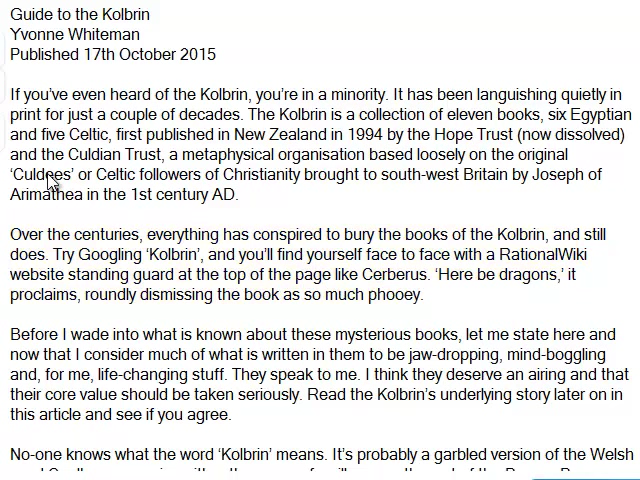 Guide to the Kolbrin
Yvonne Whiteman
Published 17th October 2015
If you've even heard of the Kolbrin, you're in a minority. It has been languishing quietly in
print for just a couple of decades. The Kolbrin is a collection of eleven books, six Egyptian
and five Celtic, first published in New Zealand in 1994 by the Hope Trust (now dissolved)
and the Culdian Trust, a metaphysical organisation based loosely on the original
‘Culdees’ or Celtic followers of Christianity brought to south-west Britain by Joseph of
Arimathea in the 1st century AD.
Over the centuries, everything has conspired to bury the books of the Kolbrin, and still
does. Try Googling ‘Kolbrin’, and you'll find yourself face to face with a RationalWiki
website standing guard at the top of the page like Cerberus. ‘Here be dragons,’ it
proclaims, roundly dismissing the book as so much phooey.
Before I wade into what is known about these mysterious books, let me state here and
now that I consider much of what is written in them to be jaw-dropping, mind-boggling
and, for me, life-changing stuff. They speak to me. I think they deserve an airing and that
their core value should be taken seriously. Read the Kolbrin's underlying story later on in
this article and see if you agree.
No-one knows what the word ‘Kolbrin’ means. It's probably a garbled version of the Welsh